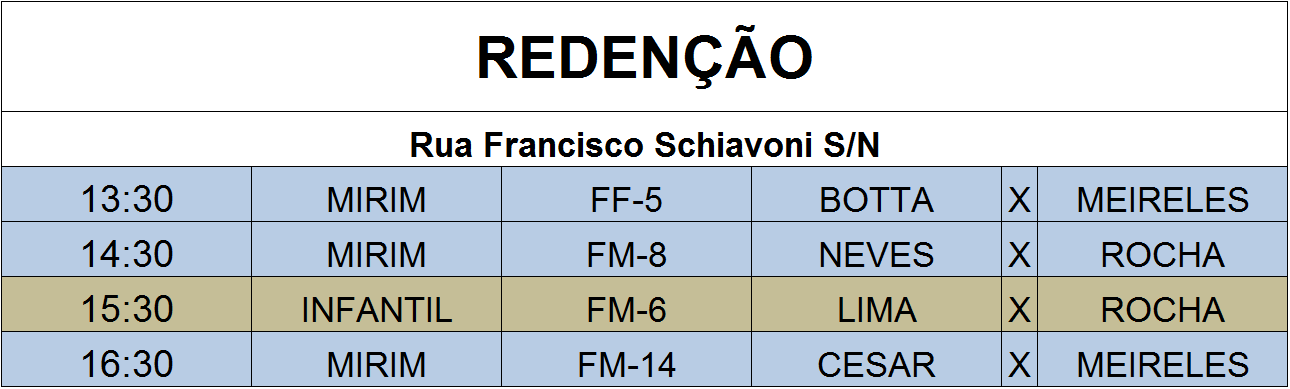 REDENÇÃO
Rua Francisco Schiavoni S/N
13:30 MIRIM FF-5 BOTTA X MEIRELES
14:30 MIRIM FM-8 NEVES X ROCHA
15:30 INFANTIL FM-6 LIMA X ROCHA
16:30 MIRIM FM-14 CESAR X MEIRELES